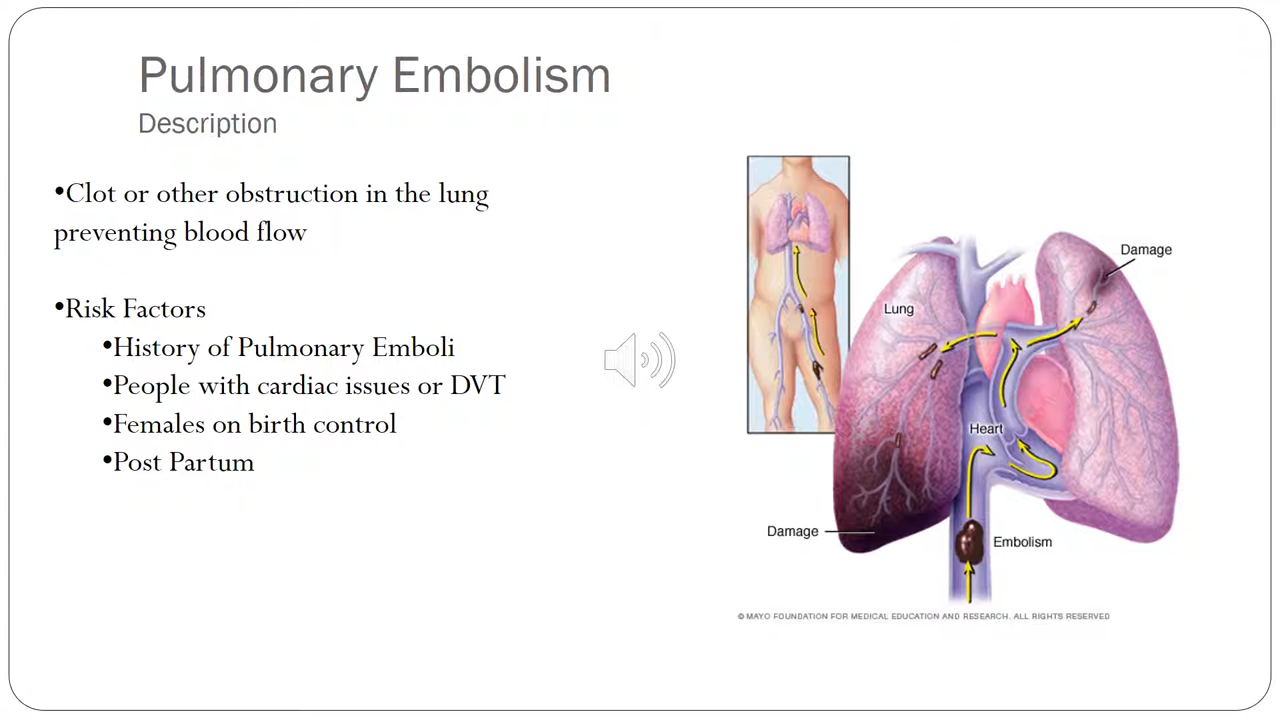 Pulmonary Embolism
Description
•Clot or other obstruction in the lung
preventing blood flow
•Risk Factors
•History of Pulmonary Emboli
•People with cardiac issues or DVT
•Females on birth control
•Post Partum
Damage
Lung
Heart
Damage
Embolism
© MAYO FOUNDATION FOR MEDICAL EDUCATION AND RESEARCH. ALL RIGHTS RESERVED